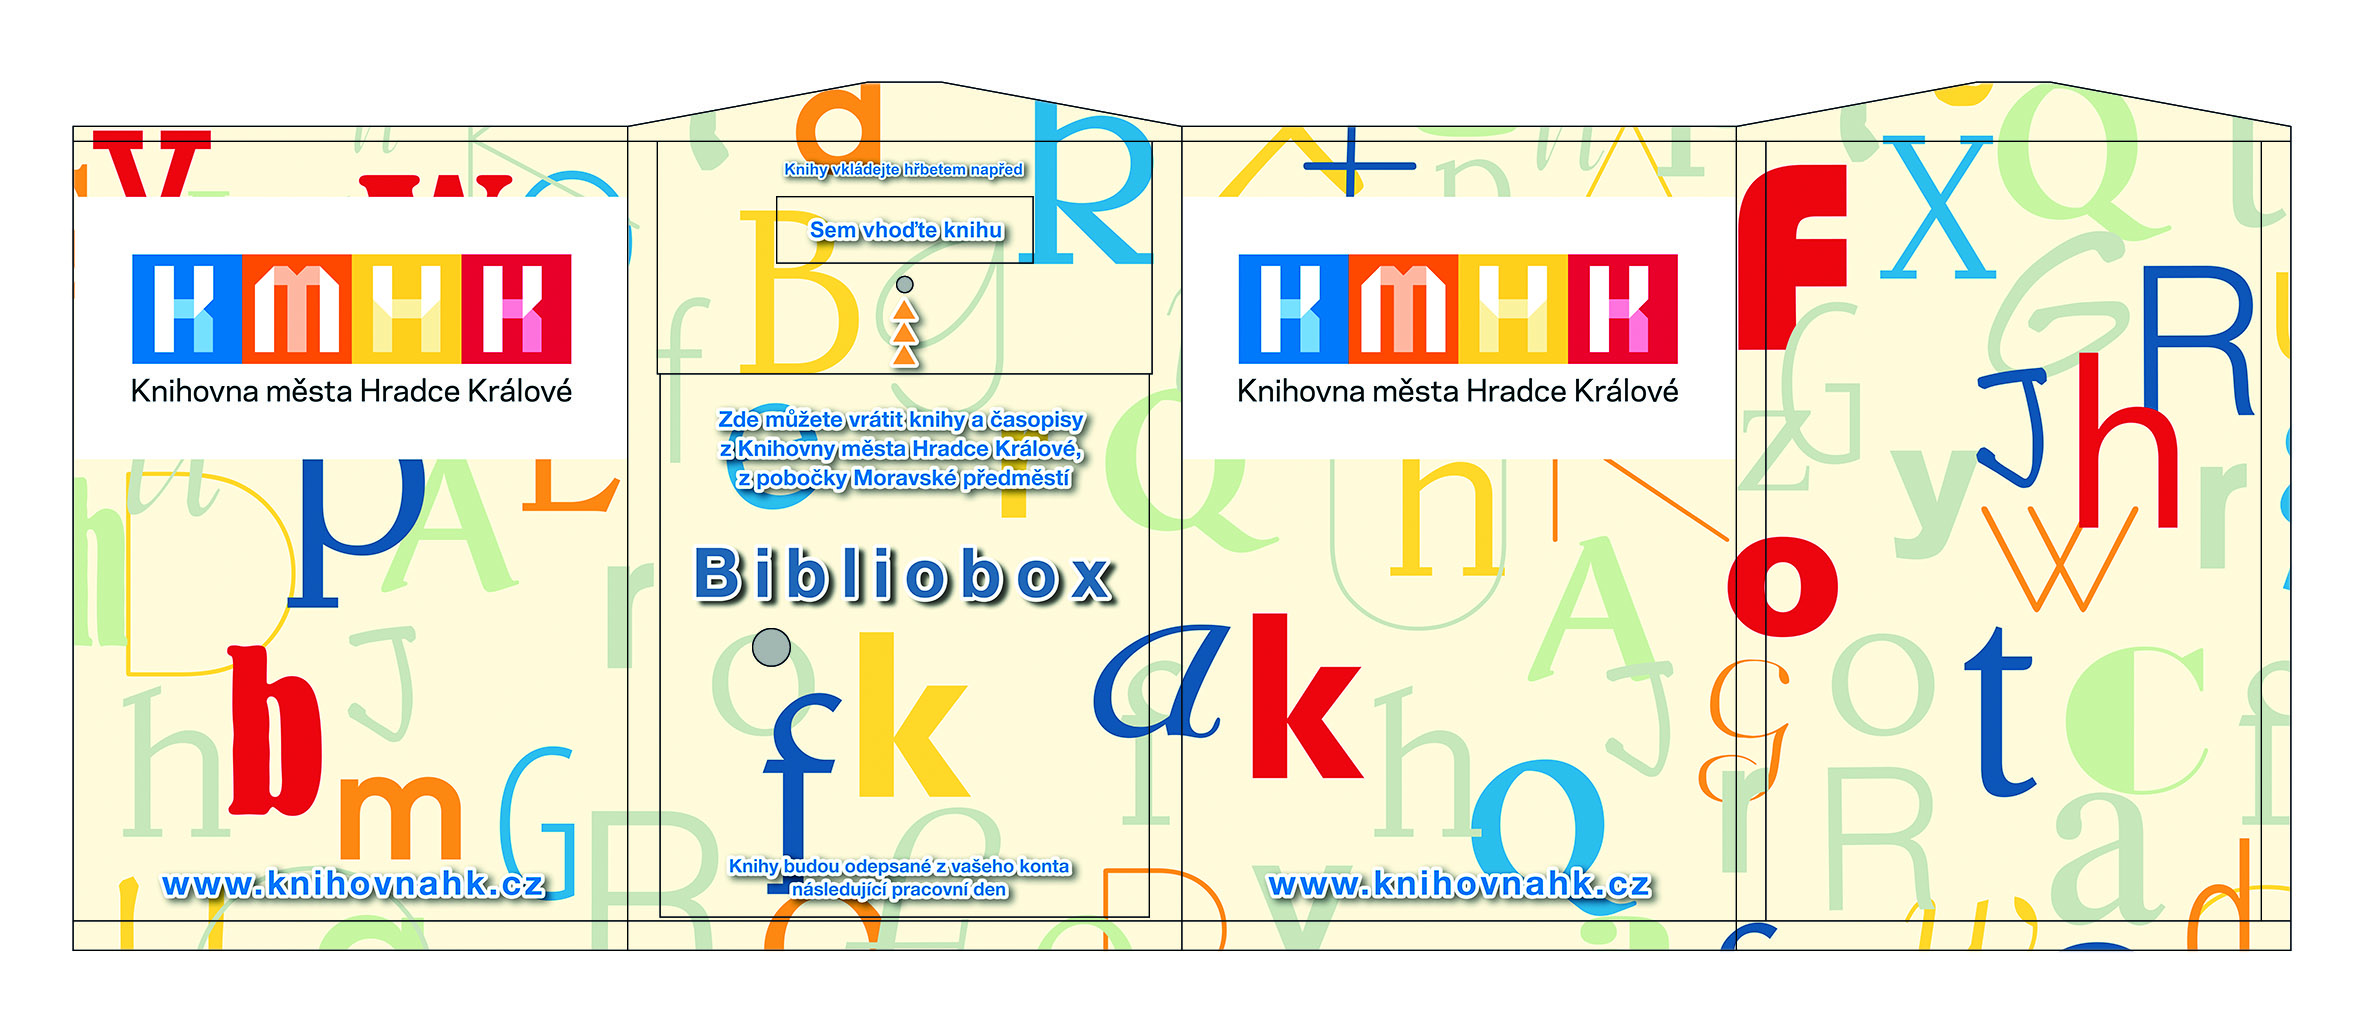 KMHK
Knihovna města Hradce Králové
www.knihovnahk.cz
Knihy vkládejte hřbetem napřed
Sem vhoďte knihu
Zde můžete vrátit knihy a časopisy
z Knihovny města Hradce Králové,
z pobočky Moravské předměstí
Bibliobox
Knihy budou odepsané z vašeho konta
následující pracovní den
KMHK
Knihovna města Hradce Králové
www.knihovnahk.cz